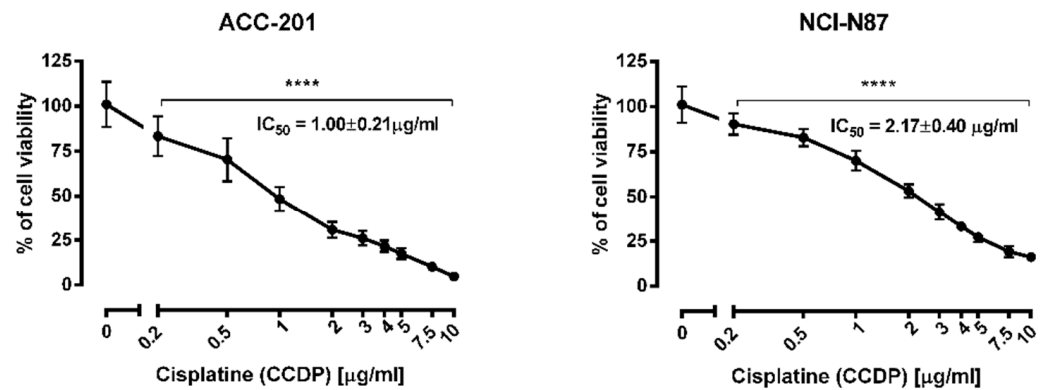 ACC-201
% of cell viability
125
100
75
50
25
0
****
IC50 = 1.00±0.21μg/ml
0 0.2 0.5 1 2 3 4 5 7.5 10
Cisplatine (CCDP) [μg/ml]
NCI-N87
% of cell viability
125
100
75
50
25
0
****
IC50 = 2.17±0.40 μg/ml
0 0.2 0.5 1 2 3 4 5 7.5 10
Cisplatine (CCDP) [μg/ml]